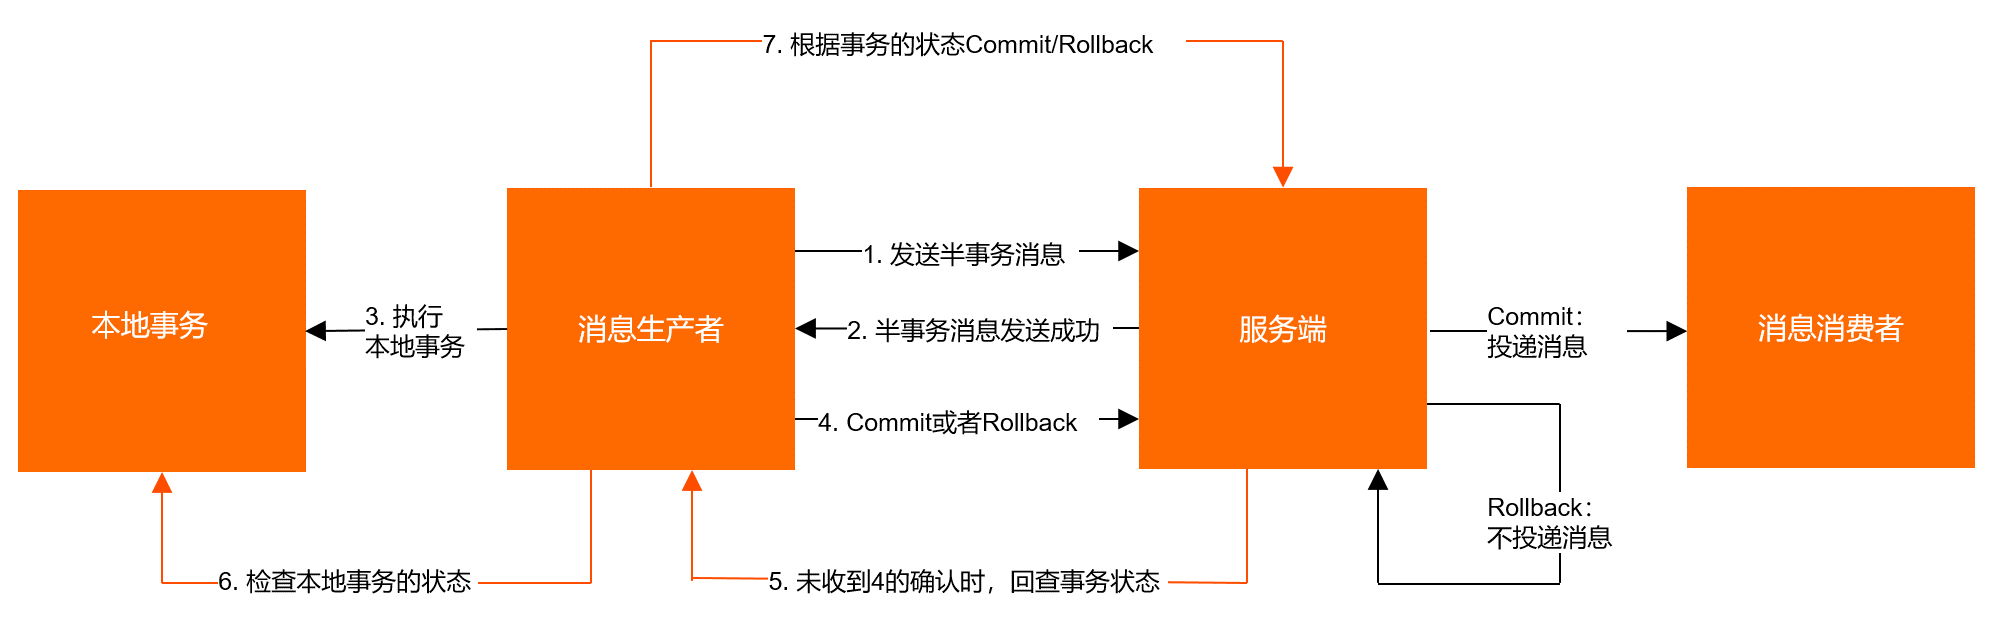 7. 根据事务的状态Commit/Rollback
1. 发送半事务消息
3. 执行
本地事务
本地事务
消息生产者
2. 半事务消息发送成功
服务端
Commit：
投递消息
消息消费者
4. Commit或者Rollback
Rollback：
不投递消息
6. 检查本地事务的状态
5. 未收到4的确认时，回查事务状态